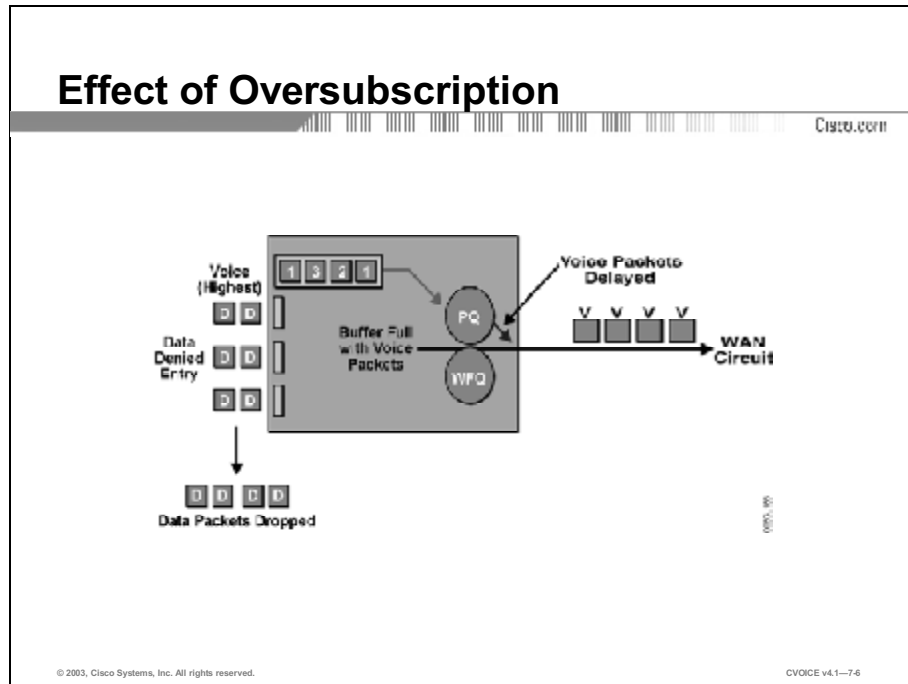 Effect of Oversubscription
Cisco.com
Voice
(Highest)
1 3 2 1
Voice Packets
Delayed
D D
PQ
V V V V
Data
Denied
Entry
D D
Buffer Full
with Voice
Packets
WAN
Circuit
WFQ
D D
D D D D
Data Packets Dropped
© 2003, Cisco Systems, Inc. All rights reserved.
CVOICE v4.1—7-6